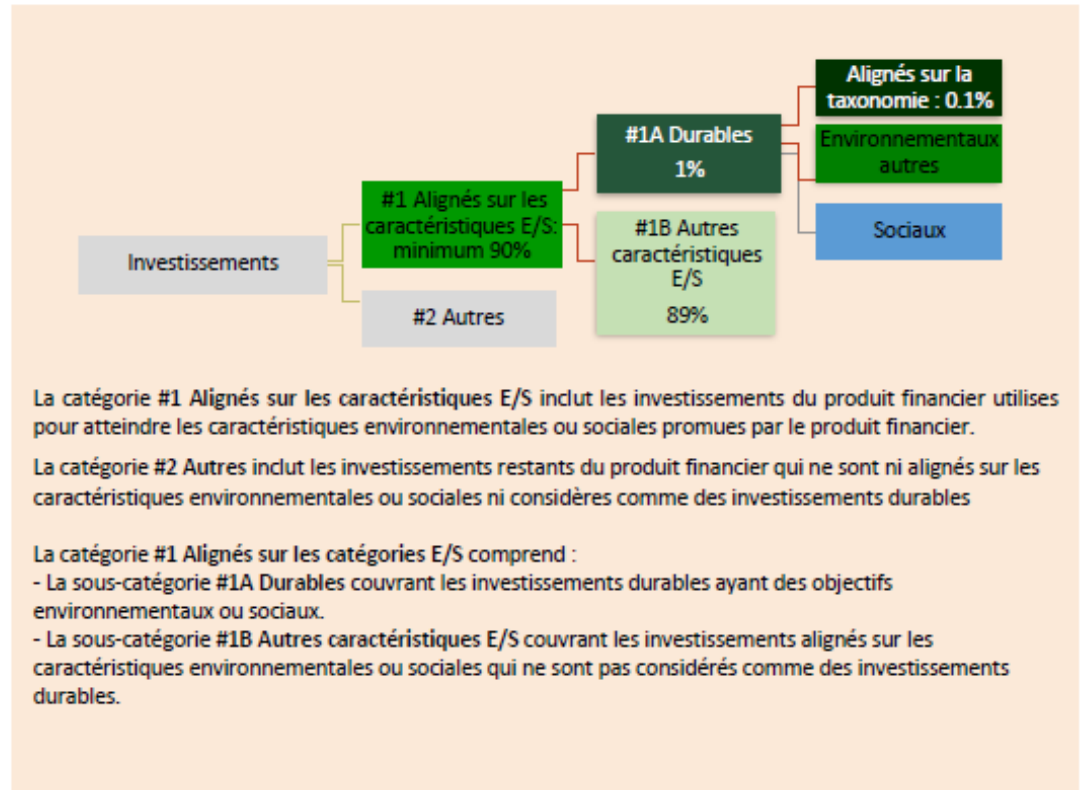 Alignés sur la
taxonomie : 0.1%
#1A Durables
1%
Environnementaux
autres
#1 Alignés sur les
caractéristiques E/S:
minimum 90%
#1B Autres
caractéristiques
E/S
89%
Sociaux
Investissements
#2 Autres
La catégorie #1 Alignés sur les caractéristiques E/S inclut les investissements du produit financier utilises
pour atteindre les caractéristiques environnementales ou sociales promues par le produit financier.
La catégorie #2 Autres inclut les investissements restants du produit financier qui ne sont ni alignés sur les
caractéristiques environnementales ou sociales ni considères comme des investissements durables
La catégorie #1 Alignés sur les catégories E/S comprend :
- La sous-catégorie #1A Durables couvrant les investissements durables ayant des objectifs
environnementaux ou sociaux.
- La sous-catégorie #1B Autres caractéristiques E/S couvrant les investissements alignés sur les
caractéristiques environnementales ou sociales qui ne sont pas considérés comme des investissements
durables.